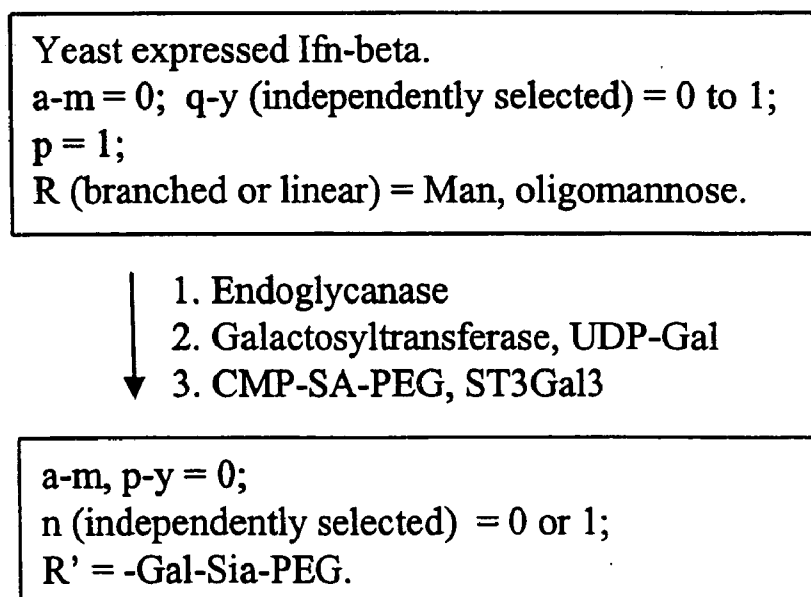 Yeast expressed Ifn-beta.
a-m = 0; q-y (independently selected) = 0 to 1;
p = 1;
R (branched or linear) = Man, oligomannose.
1. Endoglycanase
2. Galactosyltransferase, UDP-Gal
3. CMP-SA-PEG, ST3Gal3
a-m, p-y = 0;
n (independently selected) = 0 or 1;
R' = -Gal-Sia-PEG.